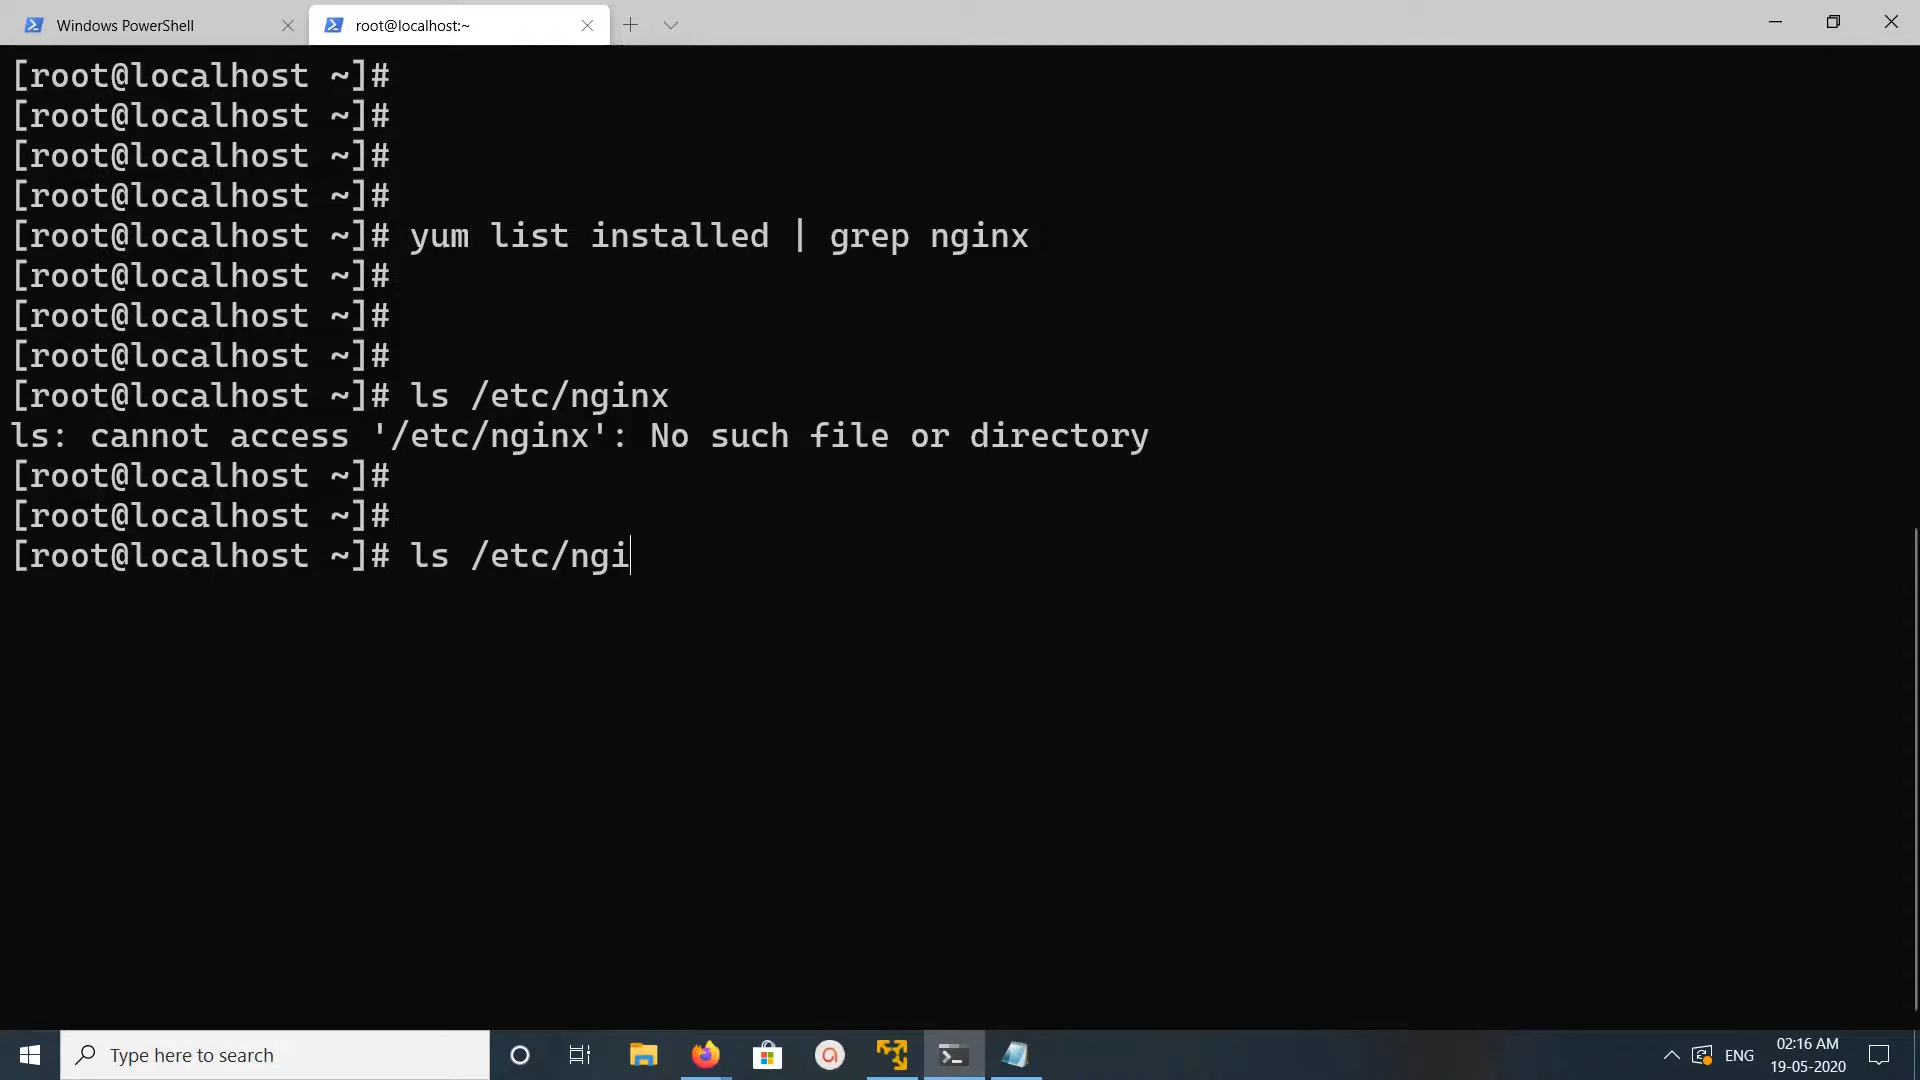 Windows PowerShell
root@localhost:~
[root@localhost ~]#
[root@localhost ~]#
[root@localhost ~]#
[root@localhost ~]#
[root@localhost ~]# yum list installed | grep nginx
[root@localhost ~]#
[root@localhost ~]#
[root@localhost ~]#
[root@localhost ~]# ls /etc/nginx
ls: cannot access '/etc/nginx': No such file or directory
[root@localhost ~]#
[root@localhost ~]#
[root@localhost ~]# ls /etc/ngi
Type here to search
ENG
02:16 AM
19-05-2020